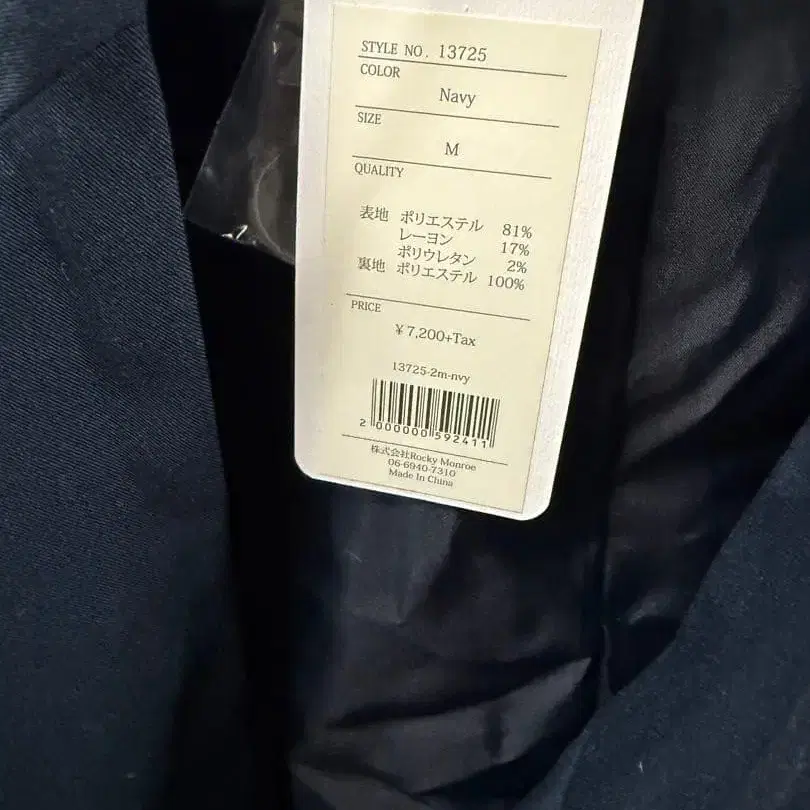 STYLE NO. 13725
COLOR
Navy
SIZE
M
QUALITY
表地 ポリエステル 81%
レーヨン 17%
ポリウレタン 2%
裏地 ポリエステル 100%
PRICE
¥7,200+Tax
13725-2m-nvy
2 000000 592411
株式会社Rocky Monroe
06-6940-7310
Made In China